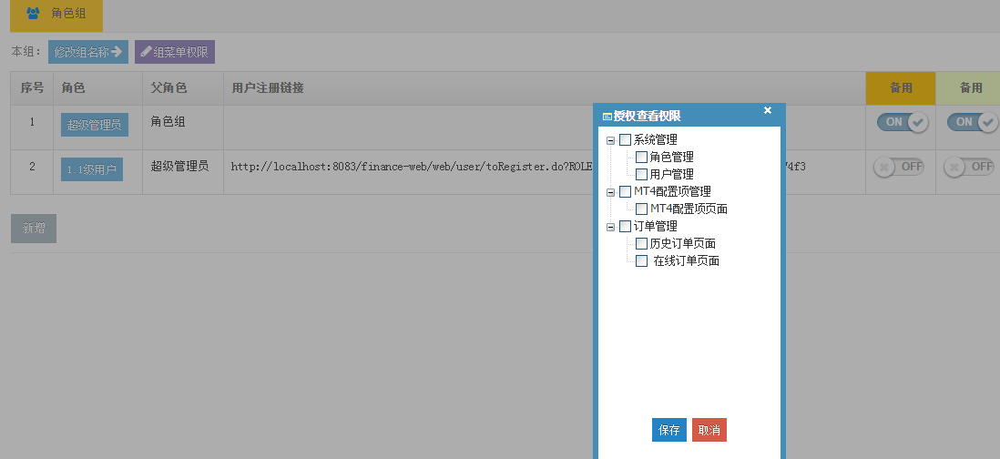 角色组
本组： 修改组名称 组菜单权限
序号 角色 父角色 用户注册链接 备用 备用
1 超级管理员 角色组 ON ON
2 1.1级用户 超级管理员 http://localhost:8083/finance-web/web/user/toRegister.do?ROLE 4f3 OFF OFF
新增
授权查看权限
系统管理
角色管理
用户管理
MT4配置项管理
MT4配置项页面
订单管理
历史订单页面
在线订单页面
保存 取消